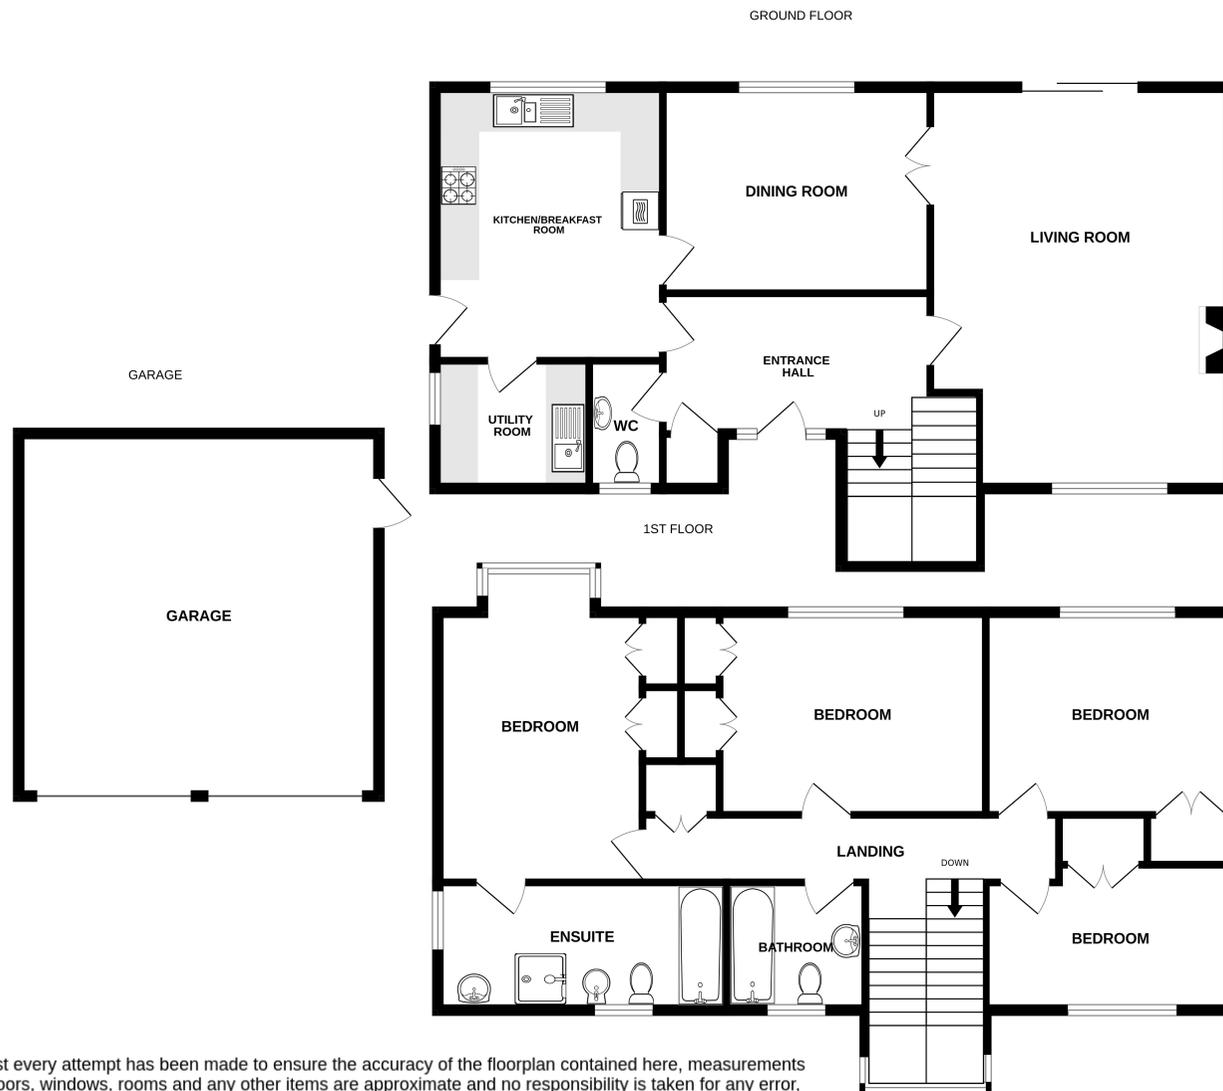 GROUND FLOOR
KITCHEN/BREAKFAST
ROOM
DINING ROOM
LIVING ROOM
ENTRANCE
HALL
UTILITY
ROOM
WC
UP
GARAGE
GARAGE
1ST FLOOR
BEDROOM
BEDROOM
BEDROOM
LANDING
DOWN
ENSUITE
BATHROOM
BEDROOM
st every attempt has been made to ensure the accuracy of the floorplan contained here, measurements
oors, windows, rooms and any other items are approximate and no responsibility is taken for any error,